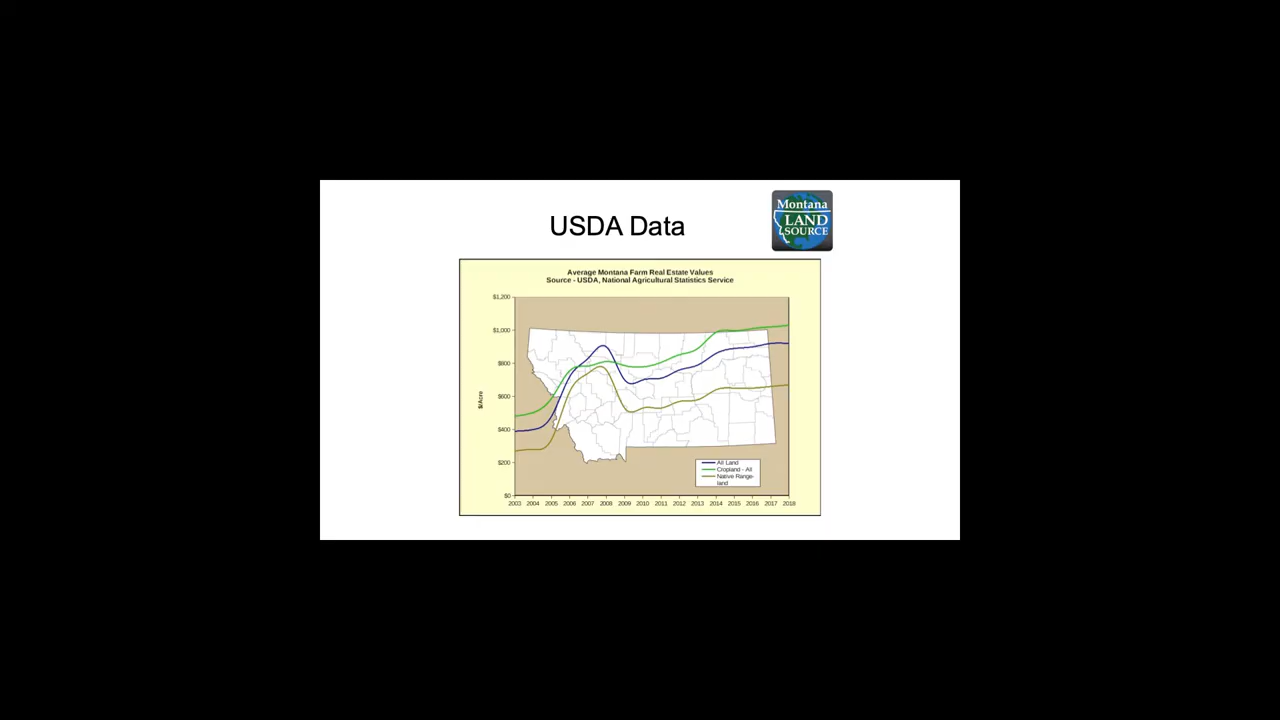 Montana
LAND
SOURCE
USDA Data
Average Montana Farm Real Estate Values
Source - USDA, National Agricultural Statistics Service
$1,200
$1,000
$800
$600
$400
$200
$0
$/Acre
2003 2004 2005 2006 2007 2008 2009 2010 2011 2012 2013 2014 2015 2016 2017 2018
All Land
Cropland - All
Native Range-
land